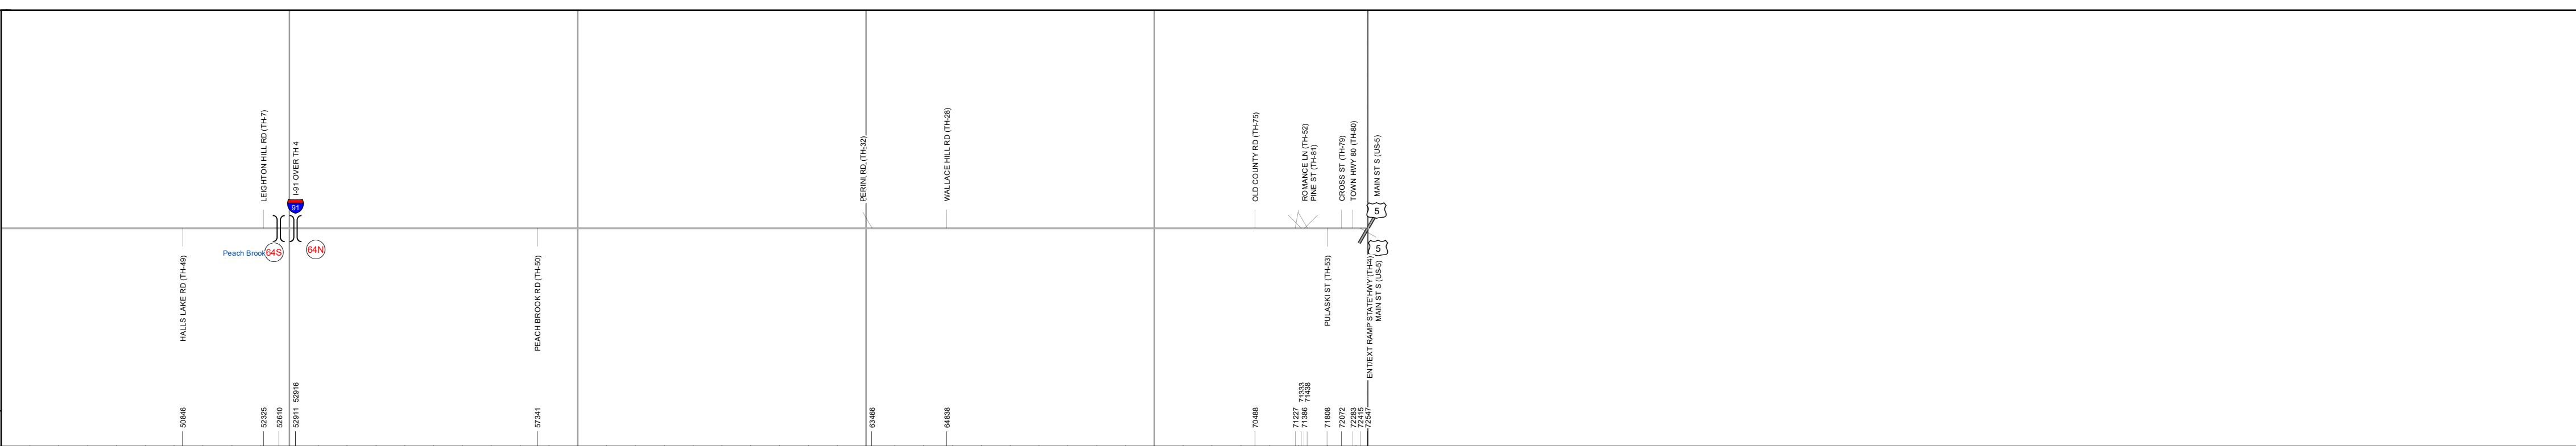 LEIGHTON HILL RD (TH-7)
I-91 OVER TH 4
PERINI RD, (TH-32)
WALLACE HILL RD (TH-28)
OLD COUNTY RD (TH-75)
ROMANCE LN (TH-52)
PINE ST (TH-81)
CROSS ST (TH-79)
TOWN HWY 80 (TH-80)
MAIN ST S (US-5)
91
5
Peach Brook
64S
64N
5
HALLS LAKE RD (TH-49)
PEACH BROOK RD (TH-50)
PULASKI ST (TH-53)
ENT/EXT RAMP STATE HWY (TH-4)
MAIN ST S (US-5)
50846
52325
52610
52911 52916
57341
63466
64838
70488
71227
71333
71386
71438
71808
72072
72283
72415
72547